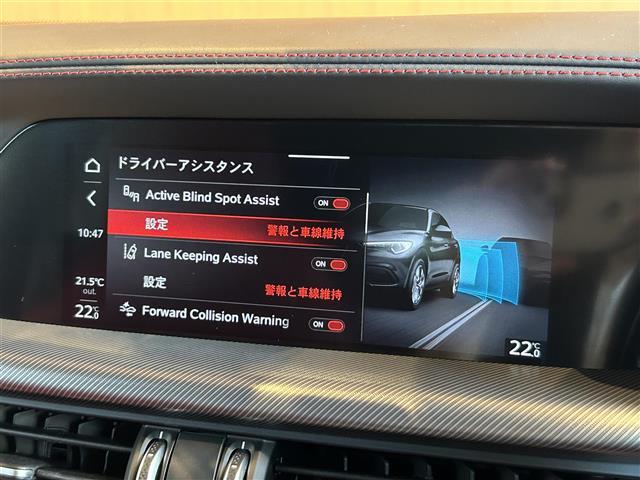 ドライバーアシスタンス
Active Blind Spot Assist ON
設定 警報と車線維持
10:47
Lane Keeping Assist ON
21.5°C
out.
設定 警報と車線維持
22.0°C
Forward Collision Warning ON
22.0°C